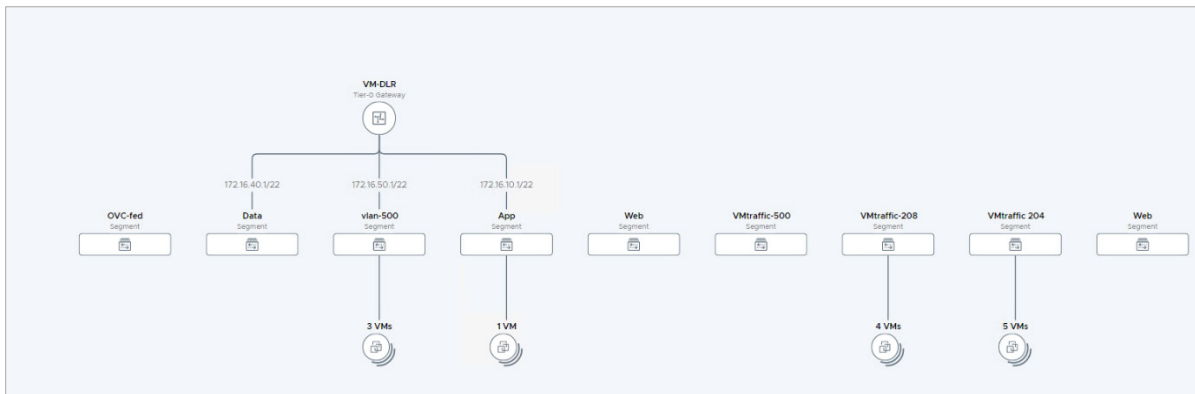 VM-DLR
Tier-0 Gateway
172.16.40.1/22 172.16.50.1/22 172.16.10.1/22
OVC-fed Data vlan-500 App Web VMtraffic-500 VMtraffic-208 VMtraffic 204 Web
Segment Segment Segment Segment Segment Segment Segment Segment Segment
3 VMs 1 VM 4 VMs 5 VMs